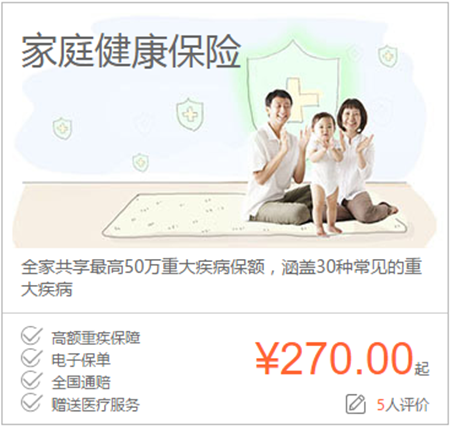 家庭健康保险
全家共享最高50万重大疾病保额，涵盖30种常见的重
大疾病
高额重疾保障
电子保单
全国通赔
赠送医疗服务
¥270.00起
5人评价